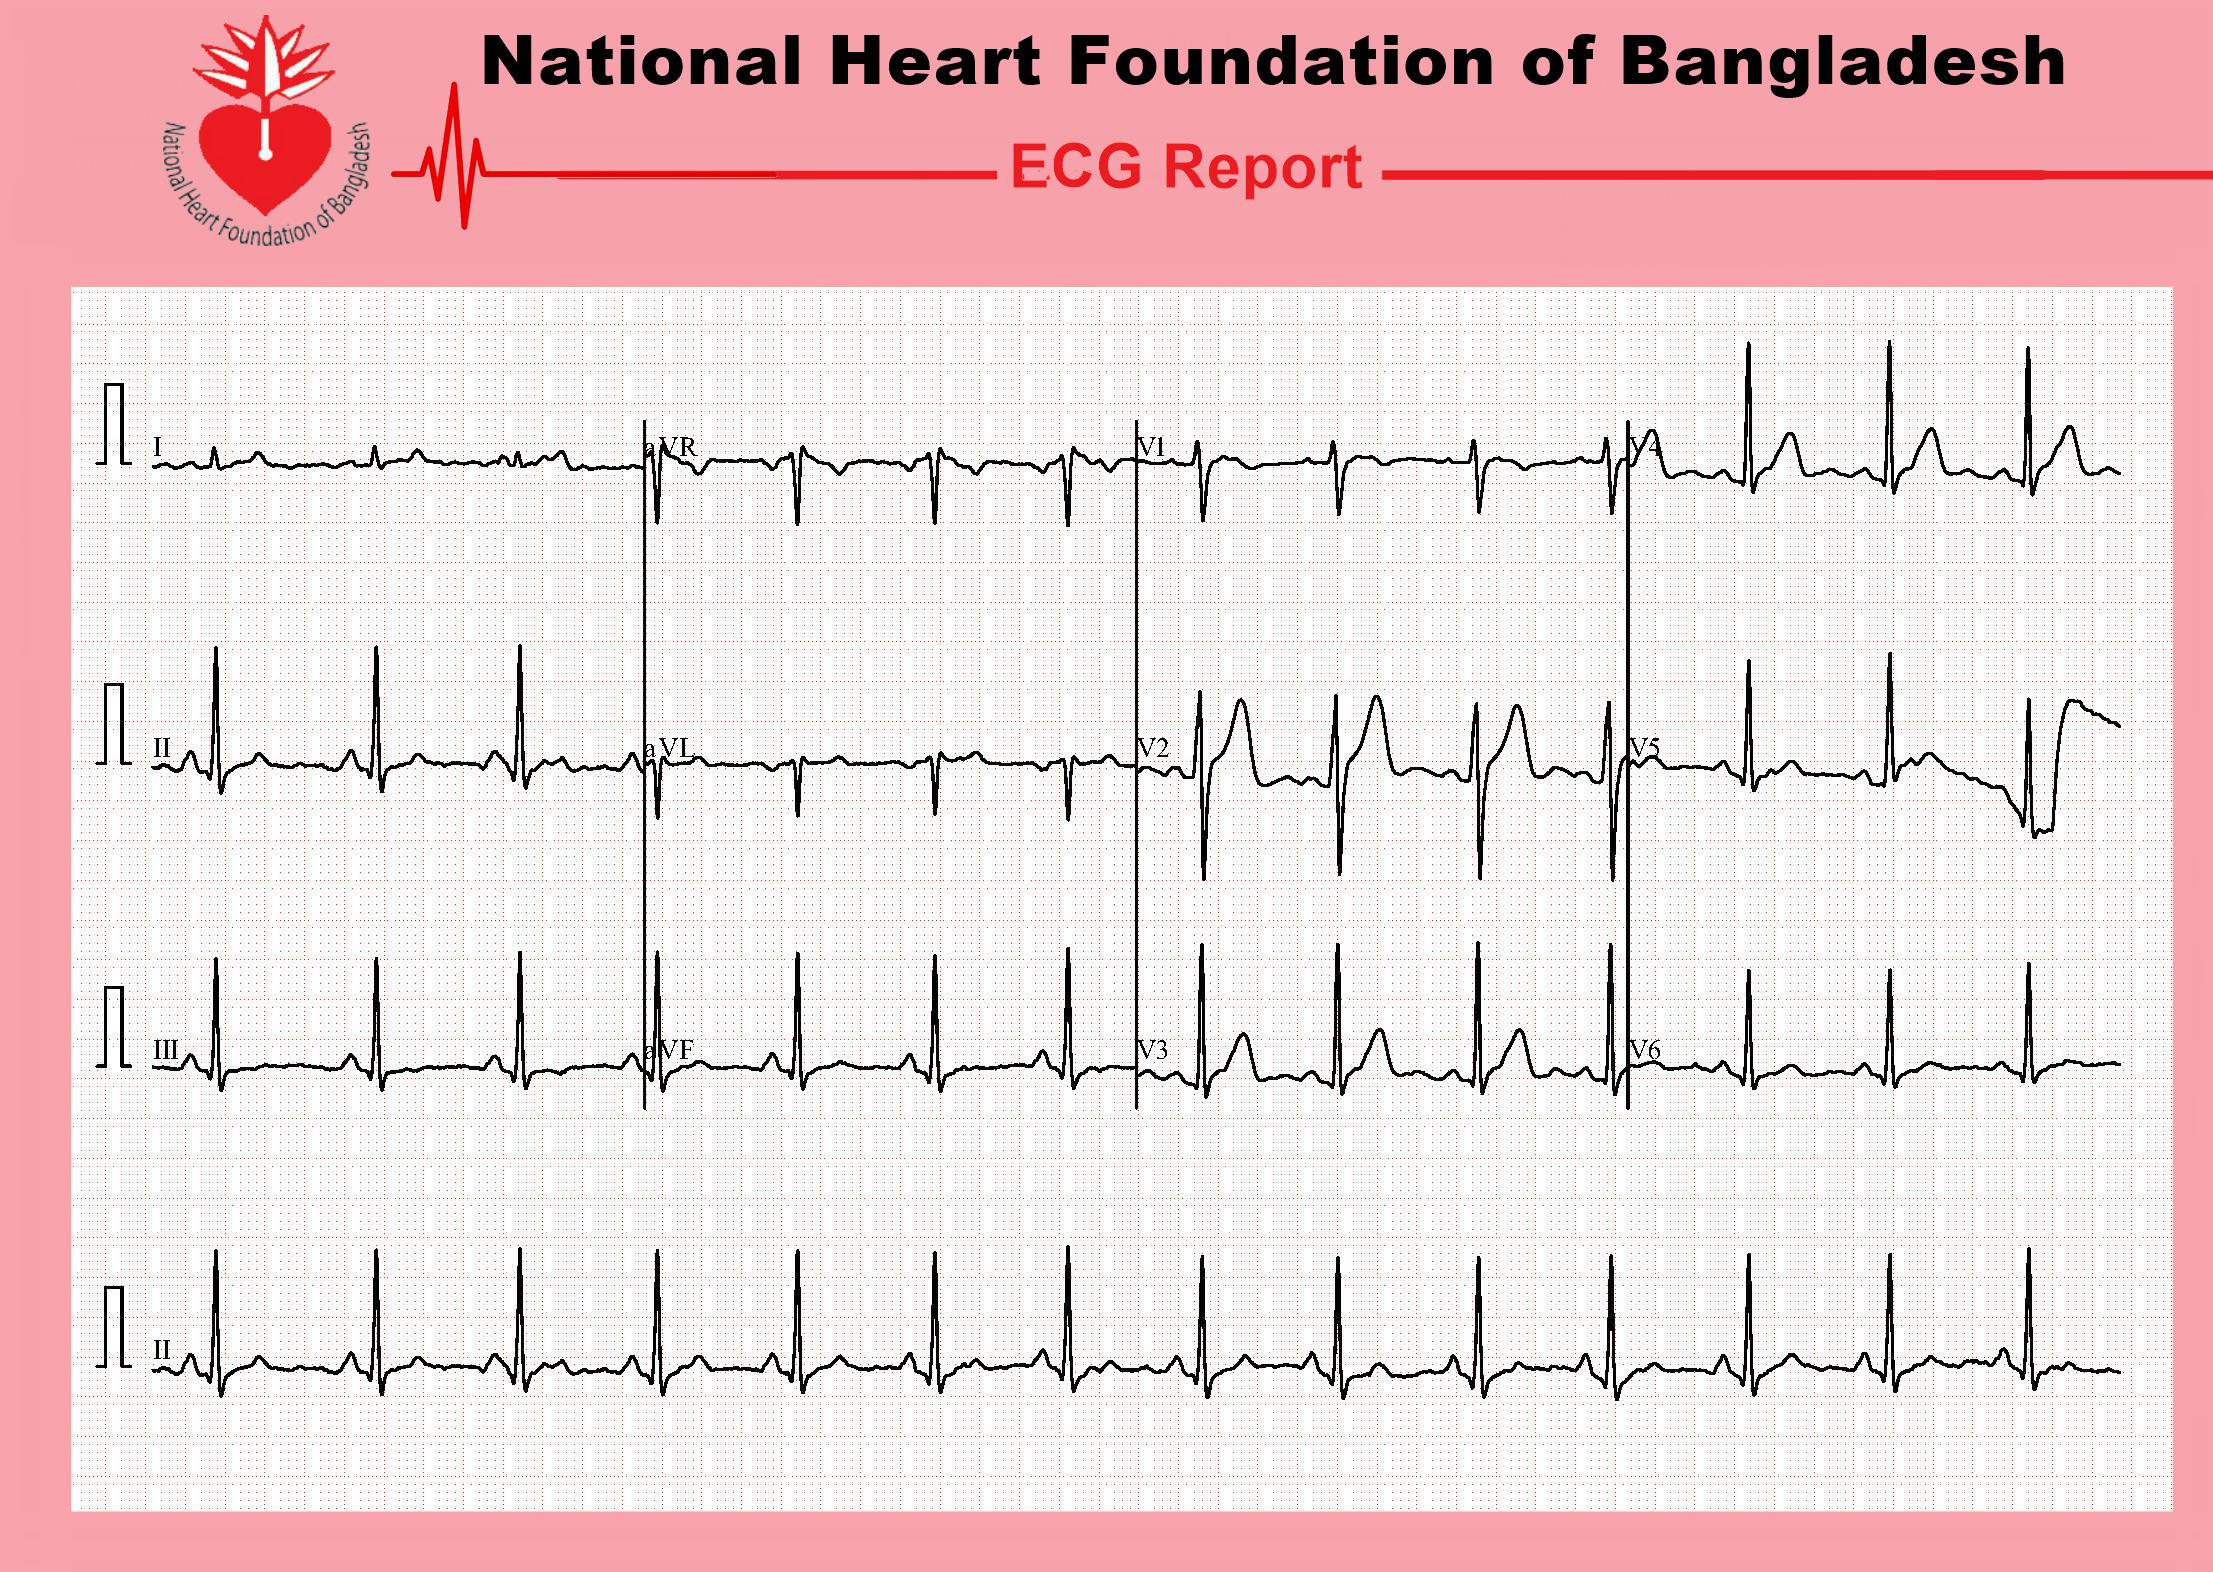 National Heart Foundation of Bangladesh
National Heart Foundation of Bangladesh
ECG Report
I
aVR
V1
V4
II
aVL
V2
V5
III
aVF
V3
V6
II